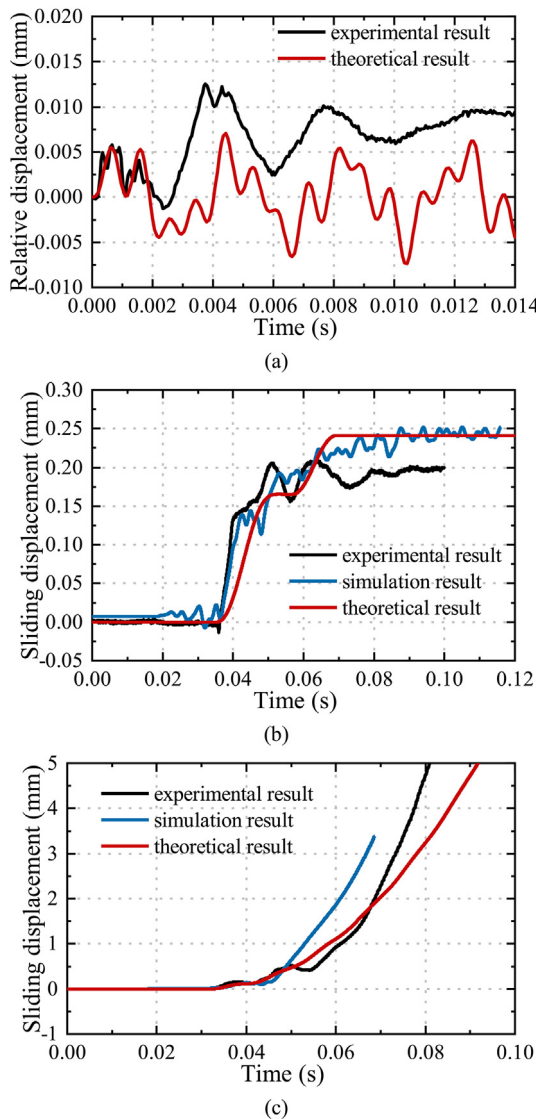 0.020
0.015
0.010
0.005
0.000
-0.005
-0.010
Relative displacement (mm)
experimental result
theoretical result
0.000 0.002 0.004 0.006 0.008 0.010 0.012 0.014
Time (s)
(a)
0.30
0.25
0.20
0.15
0.10
0.05
0.00
-0.05
Sliding displacement (mm)
experimental result
simulation result
theoretical result
0.00 0.02 0.04 0.06 0.08 0.10 0.12
Time (s)
(b)
5
4
3
2
1
0
-1
Sliding displacement (mm)
experimental result
simulation result
theoretical result
0.00 0.02 0.04 0.06 0.08 0.10
Time (s)
(c)